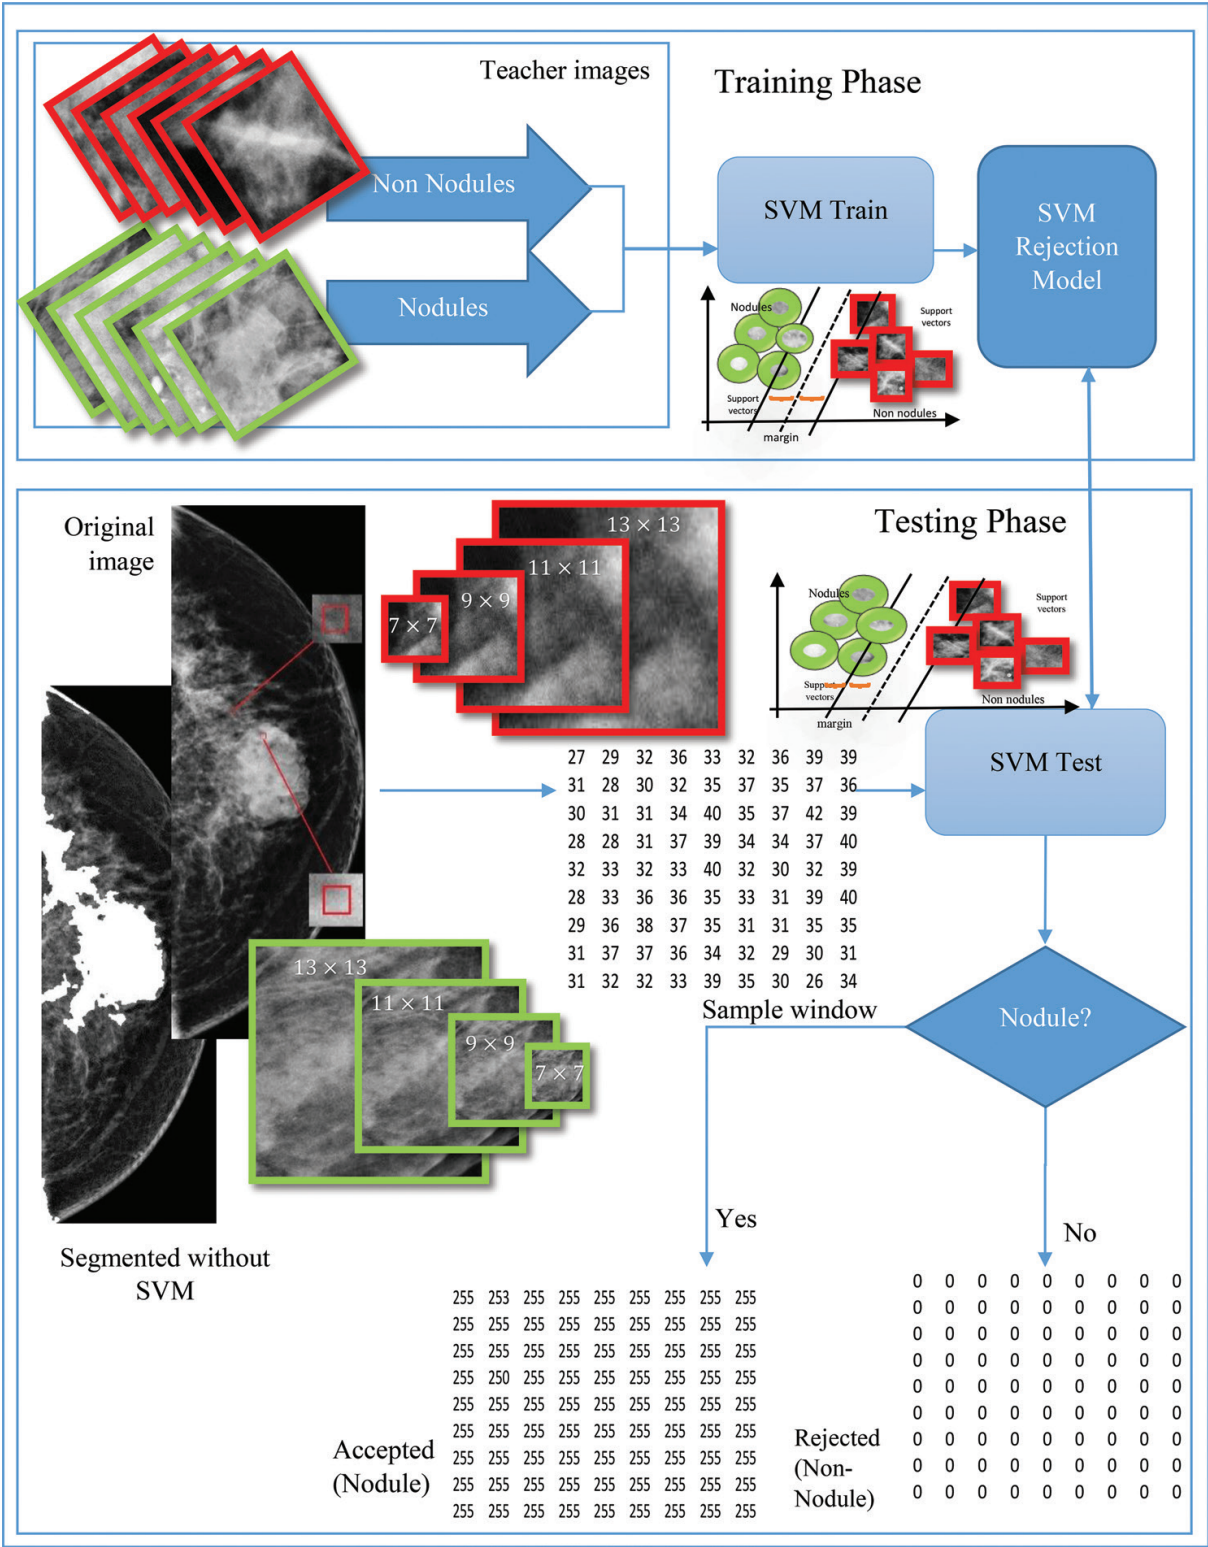 Teacher images
Training Phase
Non Nodules
Nodules
SVM Train
SVM
Rejection
Model
Nodules
Support
vectors
Support
vectors
Non nodules
margin
Original
image
Testing Phase
13 × 13
11 × 11
9 × 9
7 × 7
Nodules
Support
vectors
Support
vectors
Non nodules
margin
SVM Test
27 29 32 36 33 32 36 39 39
31 28 30 32 35 37 35 37 36
30 31 31 34 40 35 37 42 39
28 28 31 37 39 34 34 37 40
32 33 32 33 40 32 30 32 39
28 33 36 36 35 33 31 39 40
29 36 38 37 35 31 31 35 35
31 37 37 36 34 32 29 30 31
31 32 32 33 39 35 30 26 34
Sample window
13 × 13
11 × 11
9 × 9
7 × 7
Nodule?
Segmented without
SVM
Yes
No
255 253 255 255 255 255 255 255 255
255 255 255 255 255 255 255 255 255
255 255 255 255 255 255 255 255 255
255 250 255 255 255 255 255 255 255
255 255 255 255 255 255 255 255 255
255 255 255 255 255 255 255 255 255
255 255 255 255 255 255 255 255 255
255 255 255 255 255 255 255 255 255
255 255 255 255 255 255 255 255 255
Accepted
(Nodule)
0 0 0 0 0 0 0 0 0
0 0 0 0 0 0 0 0 0
0 0 0 0 0 0 0 0 0
0 0 0 0 0 0 0 0 0
0 0 0 0 0 0 0 0 0
0 0 0 0 0 0 0 0 0
0 0 0 0 0 0 0 0 0
0 0 0 0 0 0 0 0 0
0 0 0 0 0 0 0 0 0
Rejected
(Non-
Nodule)